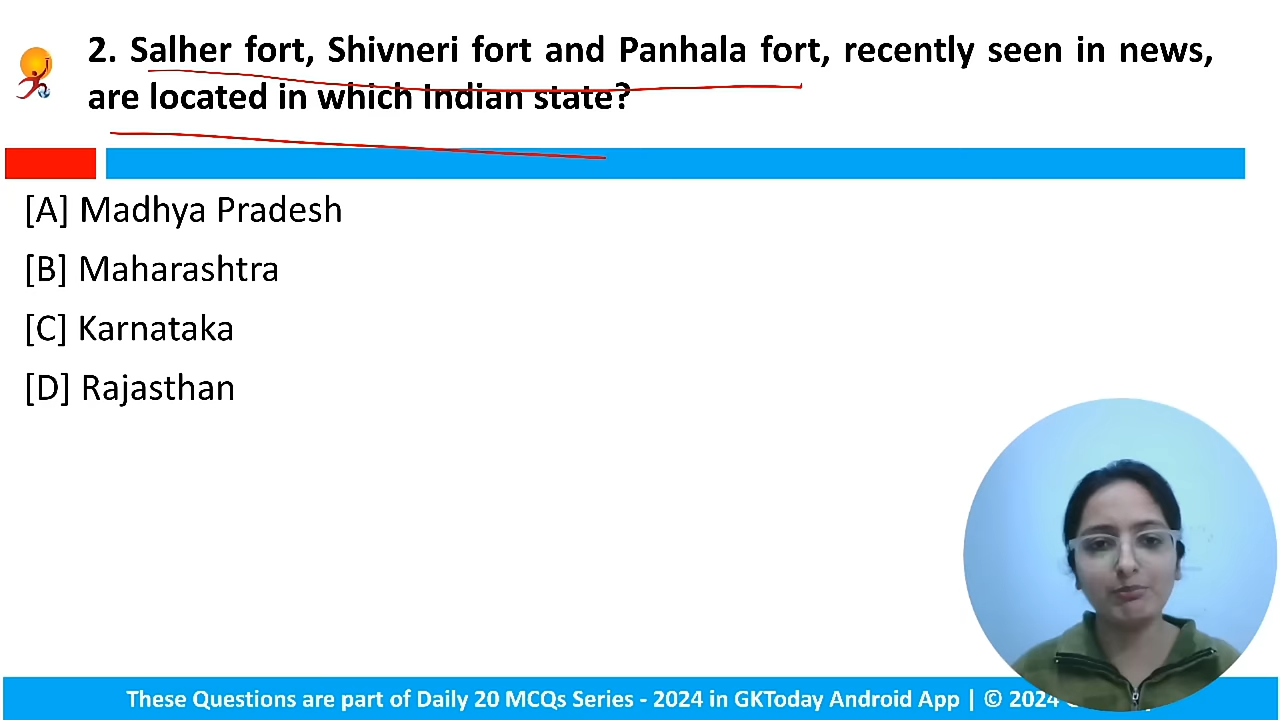 2. Salher fort, Shivneri fort and Panhala fort, recently seen in news,
are located in which Indian state?
[A] Madhya Pradesh
[B] Maharashtra
[C] Karnataka
[D] Rajasthan
These Questions are part of Daily 20 MCQs Series - 2024 in GKToday Android App | © 2024